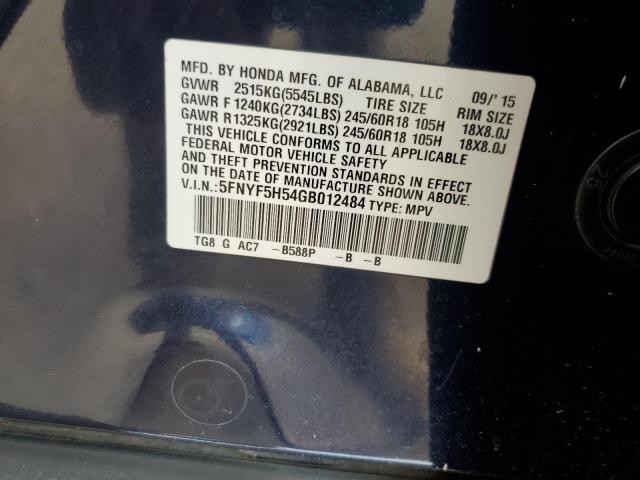 MFD. BY HONDA MFG. OF ALABAMA, LLC 09/'15
GVWR 2515KG(5545LBS) TIRE SIZE RIM SIZE
GAWR F 1240KG(2734LBS) 245/60R18 105H 18X8.0J
GAWR R1325KG(2921LBS) 245/60R18 105H 18X8.0J
THIS VEHICLE CONFORMS TO ALL APPLICABLE
FEDERAL MOTOR VEHICLE SAFETY
AND THEFT PREVENTION STANDARDS IN EFFECT
ON THE DATE OF MANUFACTURE SHOWN ABOVE.
V.I.N.:5FNYF5H54GB012484 TYPE: MPV
TG8 G AC7 -B588P -B -B
25